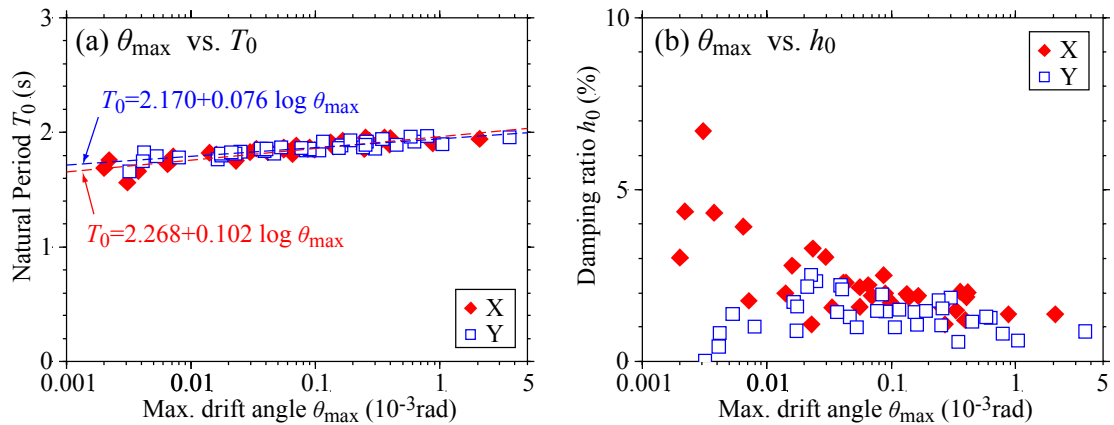 (a) θmax vs. T0
Natural Period T0 (s)
3
2
1
0
T0=2.170+0.076 log θmax
T0=2.268+0.102 log θmax
X
Y
0.001
0.01
0.1
1
5
Max. drift angle θmax (10-3rad)
(b) θmax vs. h0
Damping ratio h0 (%)
10
5
0
X
Y
0.001
0.01
0.1
1
5
Max. drift angle θmax (10-3rad)